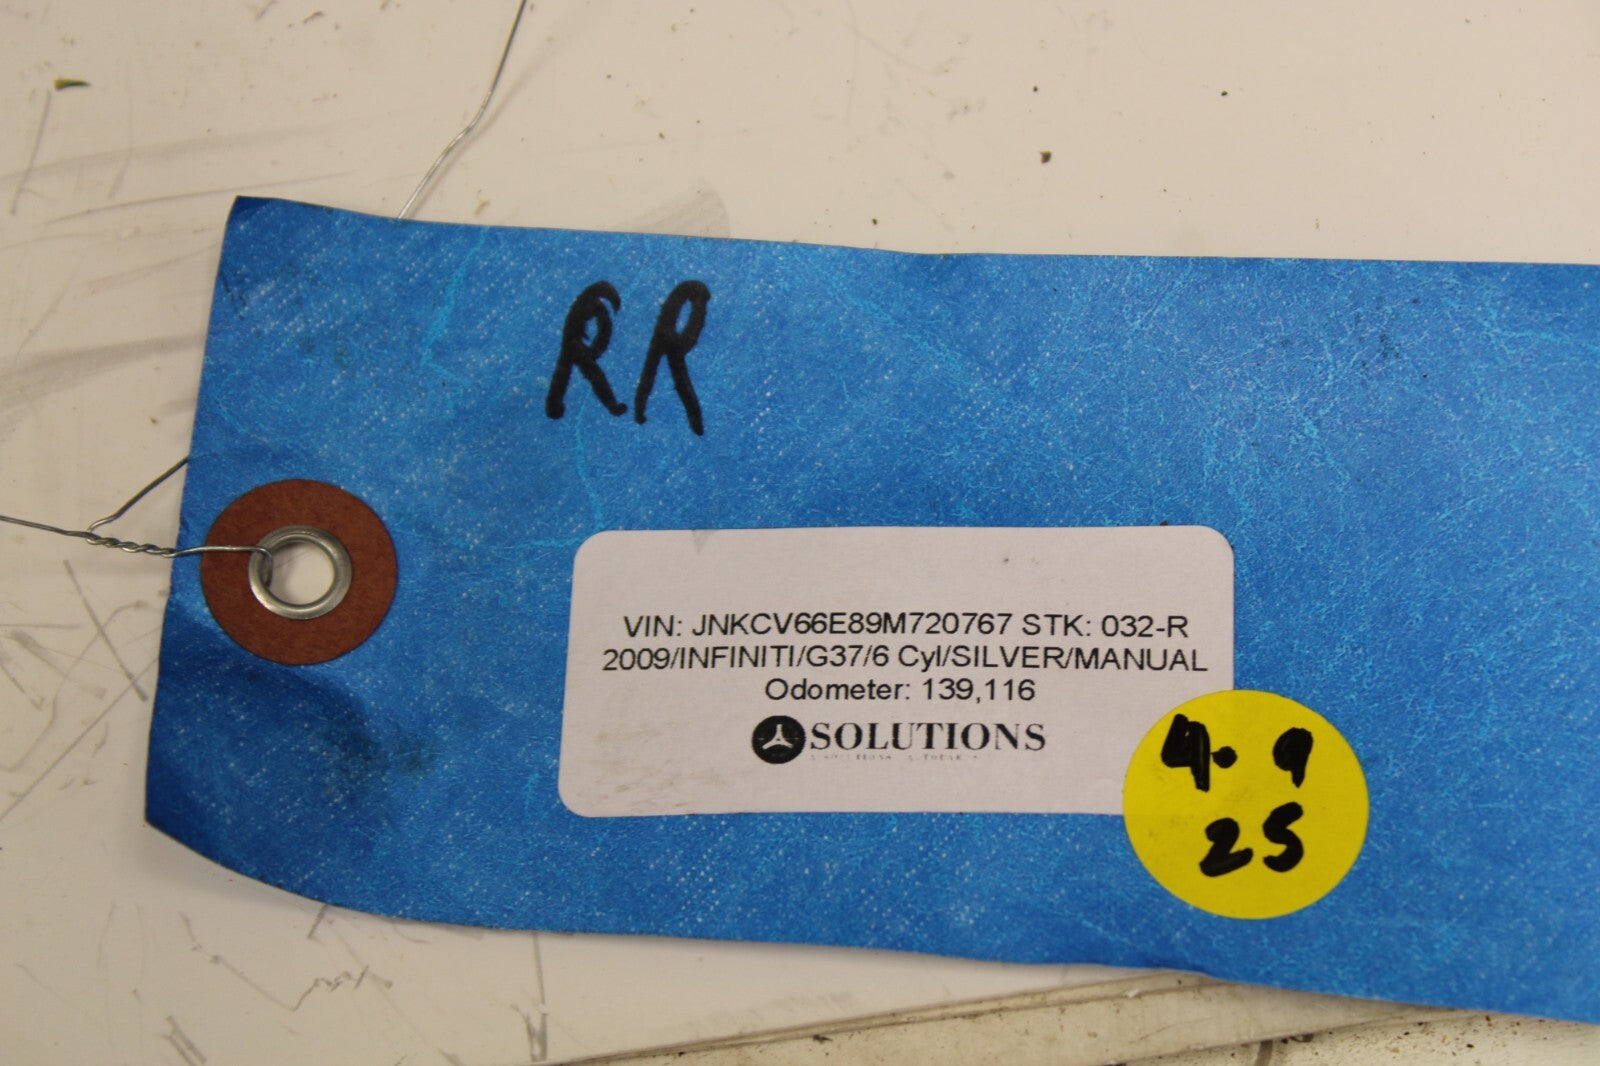 RR
VIN: JNKCV66E89M720767 STK: 032-R
2009/INFINITI/G37/6 Cyl/SILVER/MANUAL
Odometer: 139,116
SOLUTIONS
4. 9
25